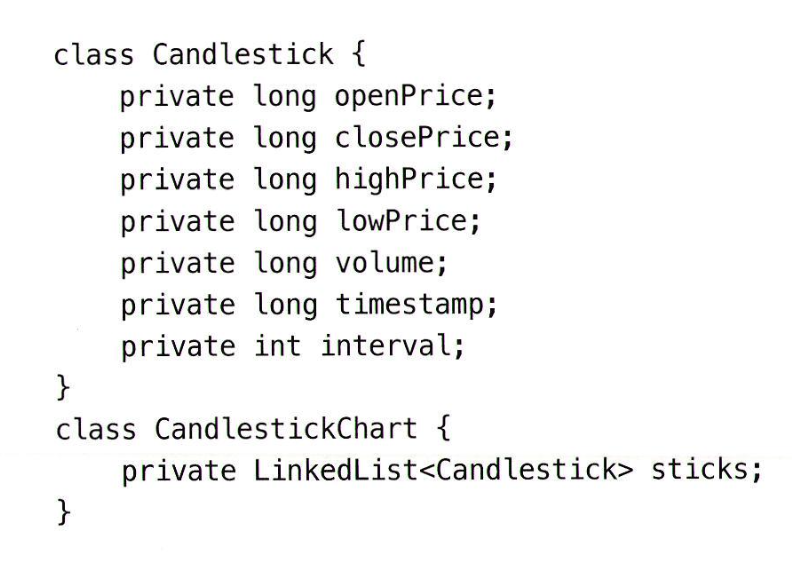 class Candlestick {
    private long openPrice;
    private long closePrice;
    private long highPrice;
    private long lowPrice;
    private long volume;
    private long timestamp;
    private int interval;
}
class CandlestickChart {
    private LinkedList<Candlestick> sticks;
}